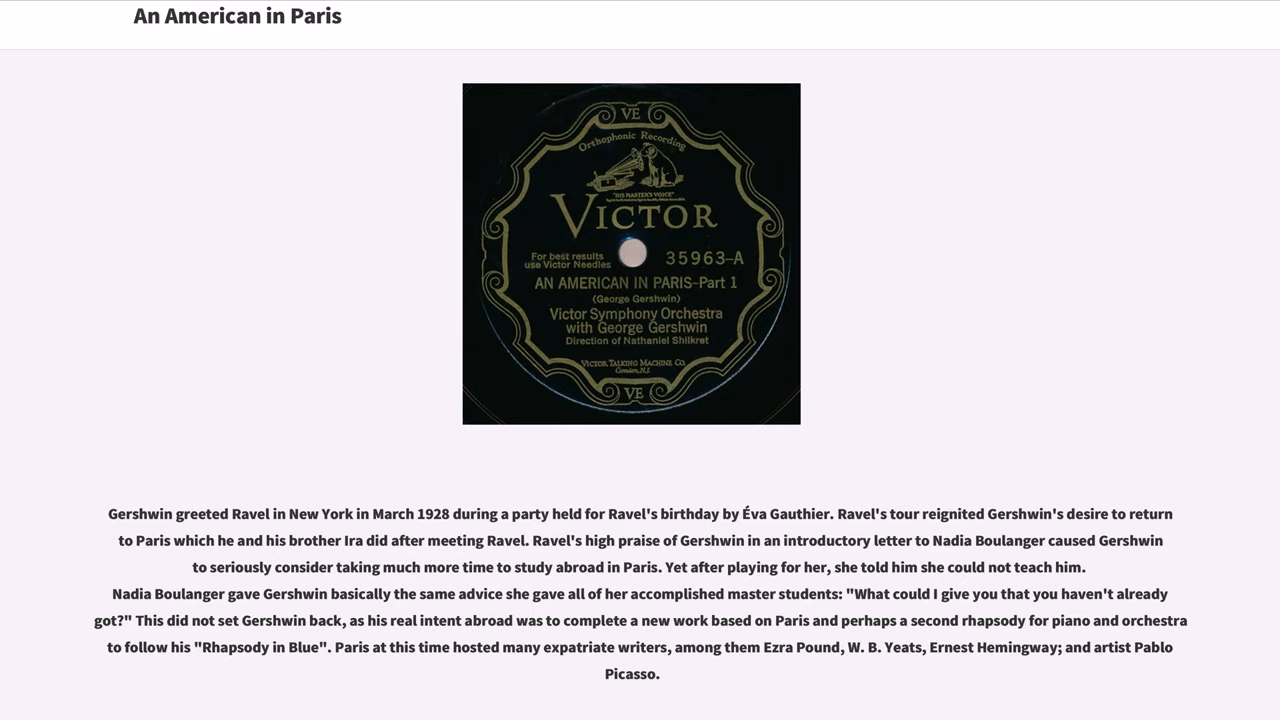 An American in Paris
VE
Orthophonic Recording
"HIS MASTER'S VOICE"
VICTOR
For best results
use Victor Needles
35963-A
AN AMERICAN IN PARIS-Part 1
(George Gershwin)
Victor Symphony Orchestra
with George Gershwin
Direction of Nathaniel Shilkret
VICTOR TALKING MACHINE CO.
Camden, N.J.
VE
Gershwin greeted Ravel in New York in March 1928 during a party held for Ravel's birthday by Éva Gauthier. Ravel's tour reignited Gershwin's desire to return
to Paris which he and his brother Ira did after meeting Ravel. Ravel's high praise of Gershwin in an introductory letter to Nadia Boulanger caused Gershwin
to seriously consider taking much more time to study abroad in Paris. Yet after playing for her, she told him she could not teach him.
Nadia Boulanger gave Gershwin basically the same advice she gave all of her accomplished master students: "What could I give you that you haven't already
got?" This did not set Gershwin back, as his real intent abroad was to complete a new work based on Paris and perhaps a second rhapsody for piano and orchestra
to follow his "Rhapsody in Blue". Paris at this time hosted many expatriate writers, among them Ezra Pound, W. B. Yeats, Ernest Hemingway; and artist Pablo
Picasso.